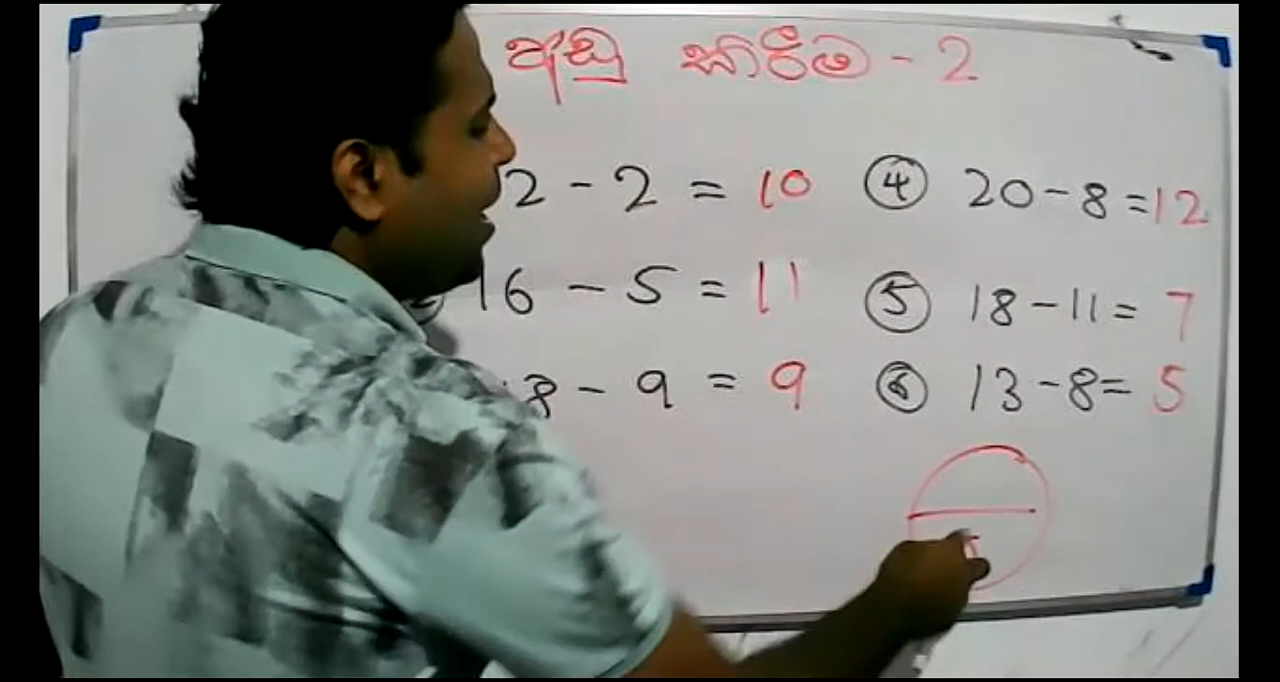 අඩු කිරීම - 2
2 - 2 = 10
④ 20 - 8 = 12
16 - 5 = 11
⑤ 18 - 11 = 7
8 - 9 = 9
⑥ 13 - 8 = 5